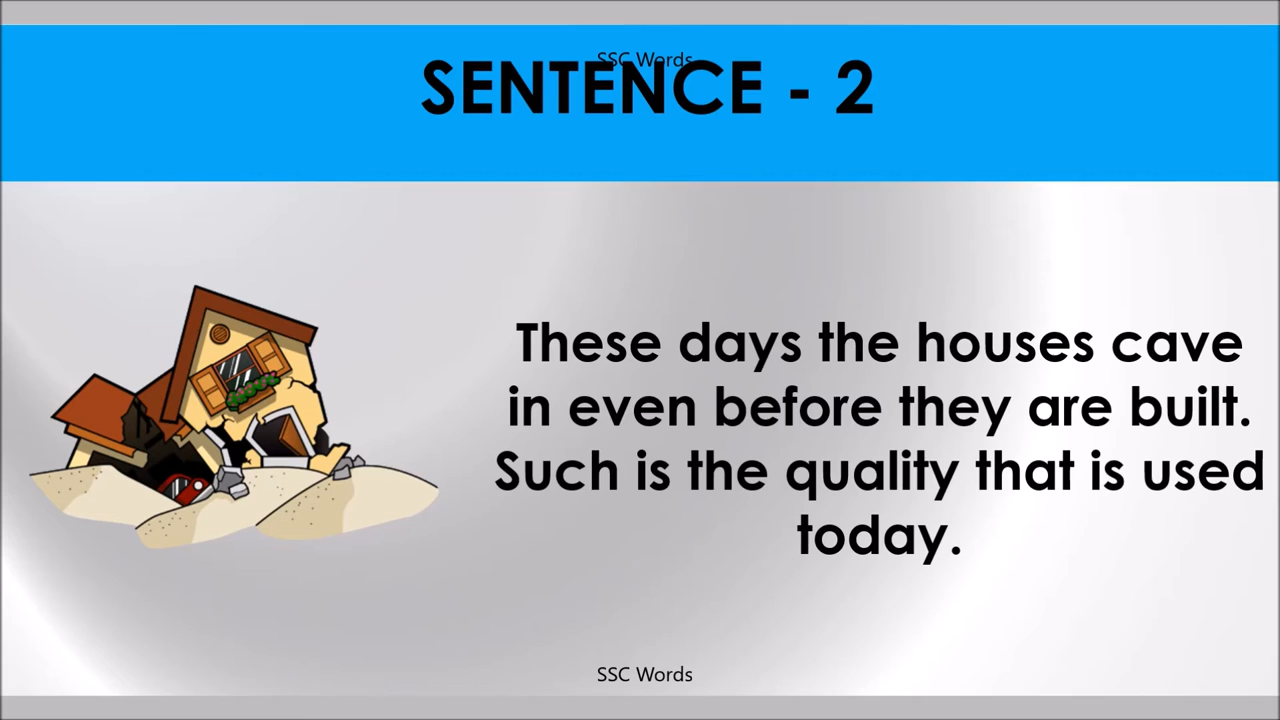 SSC Words
SENTENCE - 2
These days the houses cave
in even before they are built.
Such is the quality that is used
today.
SSC Words